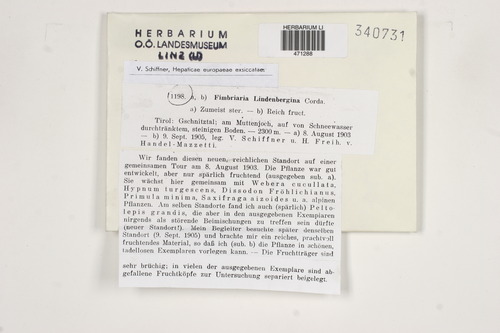 HERBARIUM
O.Ö. LANDESMUSEUM
LINZ (LI)
HERBARIUM LI
471288
340731
V. Schiffner, Hepaticae europaeae exsiccatae:
1198. a, b) Fimbriaria Lindenbergina Corda.
a) Zumeist ster. — b) Reich fruct.
Tirol: Gschnitztal; am Muttenjoch, auf von Schneewasser
durchtränktem, steinigen Boden. — 2300 m. — a) 8. August 1903
— b) 9. Sept. 1905, leg. V. Schiffner u. H. Freih. v.
Handel-Mazzetti.
Wir fanden diesen neuen, reichlichen Standort auf einer
gemeinsamen Tour am 8. August 1903. Die Pflanze war gut
entwickelt, aber nur spärlich fruchtend (ausgegeben sub. a).
Sie wächst hier gemeinsam mit Webera cucullata,
Hypnum turgescens, Dissodon Fröhlichianus,
Primula minima, Saxifraga aizoides u. a. alpinen
Pflanzen. Am selben Standorte fand ich auch (spärlich) Pelto-
lepis grandis, die aber in den ausgegebenen Exemplaren
nirgends als störende Beimischung zu treffen sein dürfte
(neuer Standort!). Mein Begleiter besuchte später denselben
Standort (9. Sept. 1905) und brachte mir ein reiches, prachtvoll
fruchtendes Material, so daß ich (sub. b) die Pflanze in schönen,
tadellosen Exemplaren vorlegen kann. — Die Fruchtträger sind
sehr brüchig; in vielen der ausgegebenen Exemplare sind ab-
gefallene Fruchtköpfe zur Untersuchung separiert beigelegt.